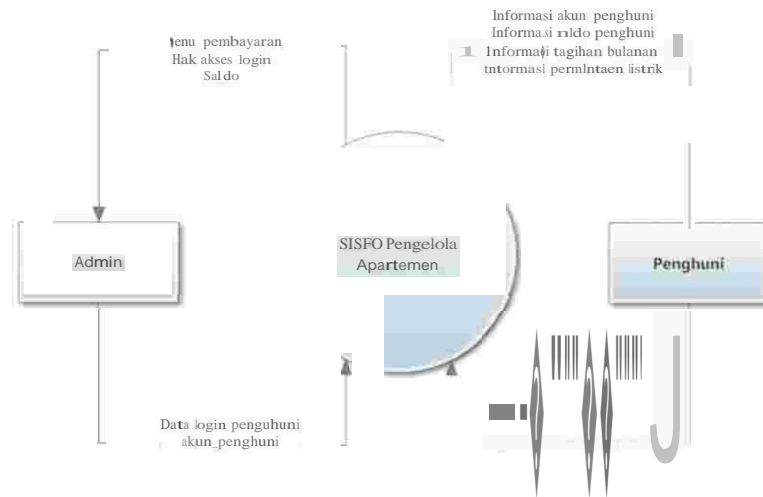 Informasi akun penghuni
Informasi saldo penghuni
Informasi tagihan bulanan
Informasi permintaan listrik
Menu pembayaran
Hak akses login
Saldo
Admin
SISFO Pengelola
Apartemen
Penghuni
Data login penguhuni
akun_penghuni